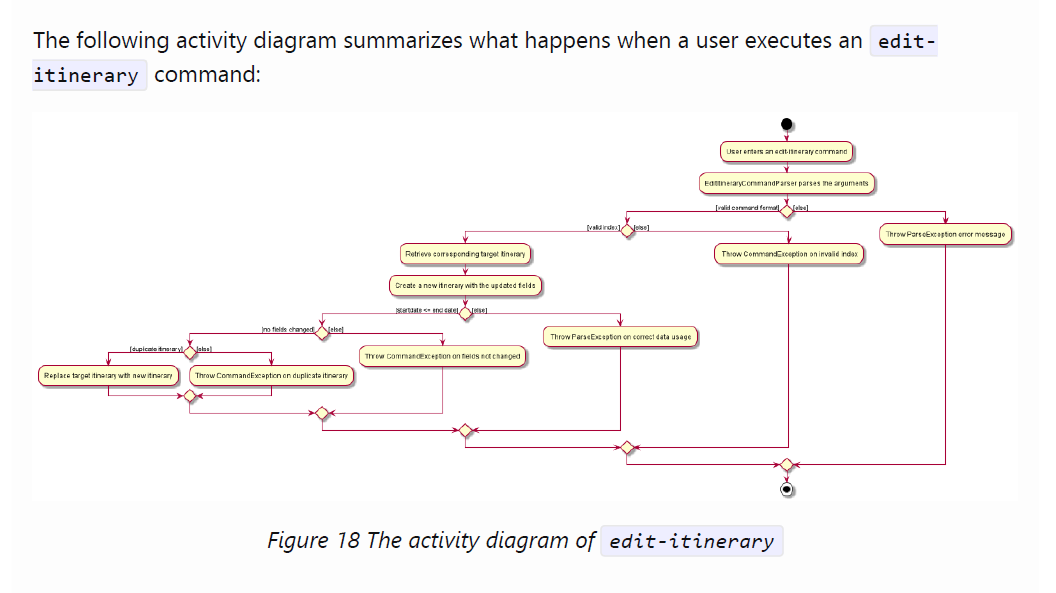 The following activity diagram summarizes what happens when a user executes an edit-
itinerary command:
User enters an edit-itinerary command
EditItineraryCommandParser parses the arguments
[valid command format]
[else]
Throw ParseException error message
[valid index]
[else]
Retrieve corresponding target itinerary
Throw CommandException on invalid index
Create a new itinerary with the updated fields
[startdate <= end date]
[else]
Throw ParseException on correct data usage
[no fields changed]
[else]
Throw CommandException on fields not changed
[duplicate itinerary]
[else]
Replace target itinerary with new itinerary
Throw CommandException on duplicate itinerary
Figure 18 The activity diagram of edit-itinerary